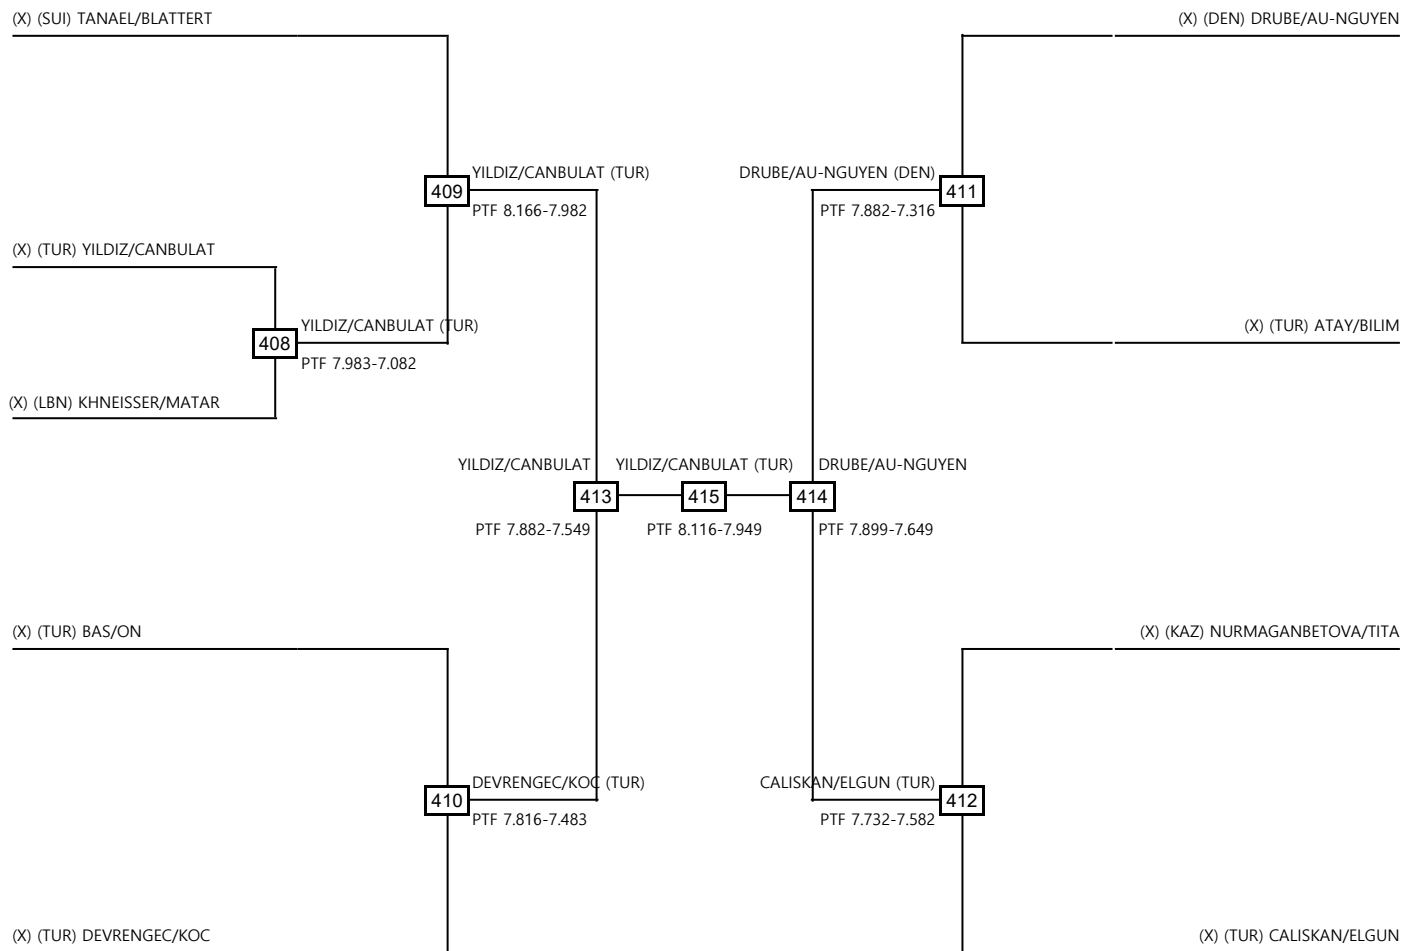 (X) (SUI) TANAEL/BLATTERT
(X) (DEN) DRUBE/AU-NGUYEN
YILDIZ/CANBULAT (TUR)
DRUBE/AU-NGUYEN (DEN)
409
411
PTF 8.166-7.982
PTF 7.882-7.316
(X) (TUR) YILDIZ/CANBULAT
YILDIZ/CANBULAT (TUR)
(X) (TUR) ATAY/BILIM
408
PTF 7.983-7.082
(X) (LBN) KHNEISSER/MATAR
YILDIZ/CANBULAT
YILDIZ/CANBULAT (TUR)
DRUBE/AU-NGUYEN
413
415
414
PTF 7.882-7.549
PTF 8.116-7.949
PTF 7.899-7.649
(X) (TUR) BAS/ON
(X) (KAZ) NURMAGANBETOVA/TITA
DEVRENGEC/KOC (TUR)
CALISKAN/ELGUN (TUR)
410
412
PTF 7.816-7.483
PTF 7.732-7.582
(X) (TUR) DEVRENGEC/KOC
(X) (TUR) CALISKAN/ELGUN